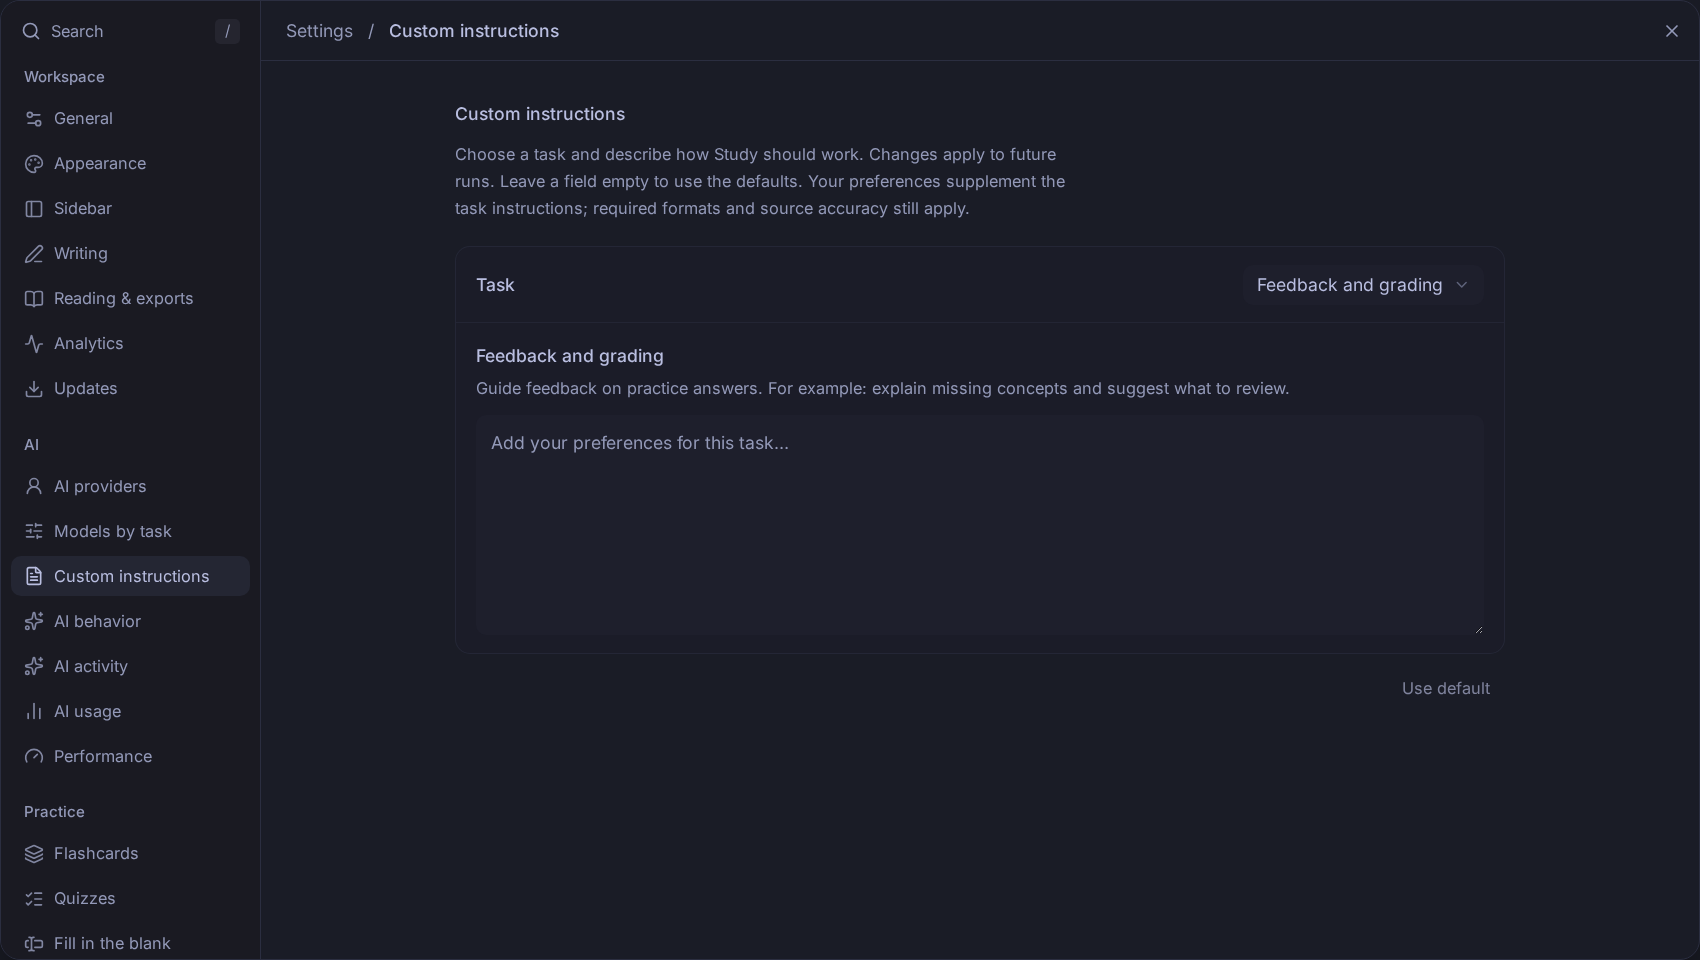 Search
/
Workspace
General
Appearance
Sidebar
Writing
Reading & exports
Analytics
Updates
AI
AI providers
Models by task
Custom instructions
AI behavior
AI activity
AI usage
Performance
Practice
Flashcards
Quizzes
Fill in the blank
Settings / Custom instructions
Custom instructions
Choose a task and describe how Study should work. Changes apply to future
runs. Leave a field empty to use the defaults. Your preferences supplement the
task instructions; required formats and source accuracy still apply.
Task
Feedback and grading
Feedback and grading
Guide feedback on practice answers. For example: explain missing concepts and suggest what to review.
Add your preferences for this task...
Use default